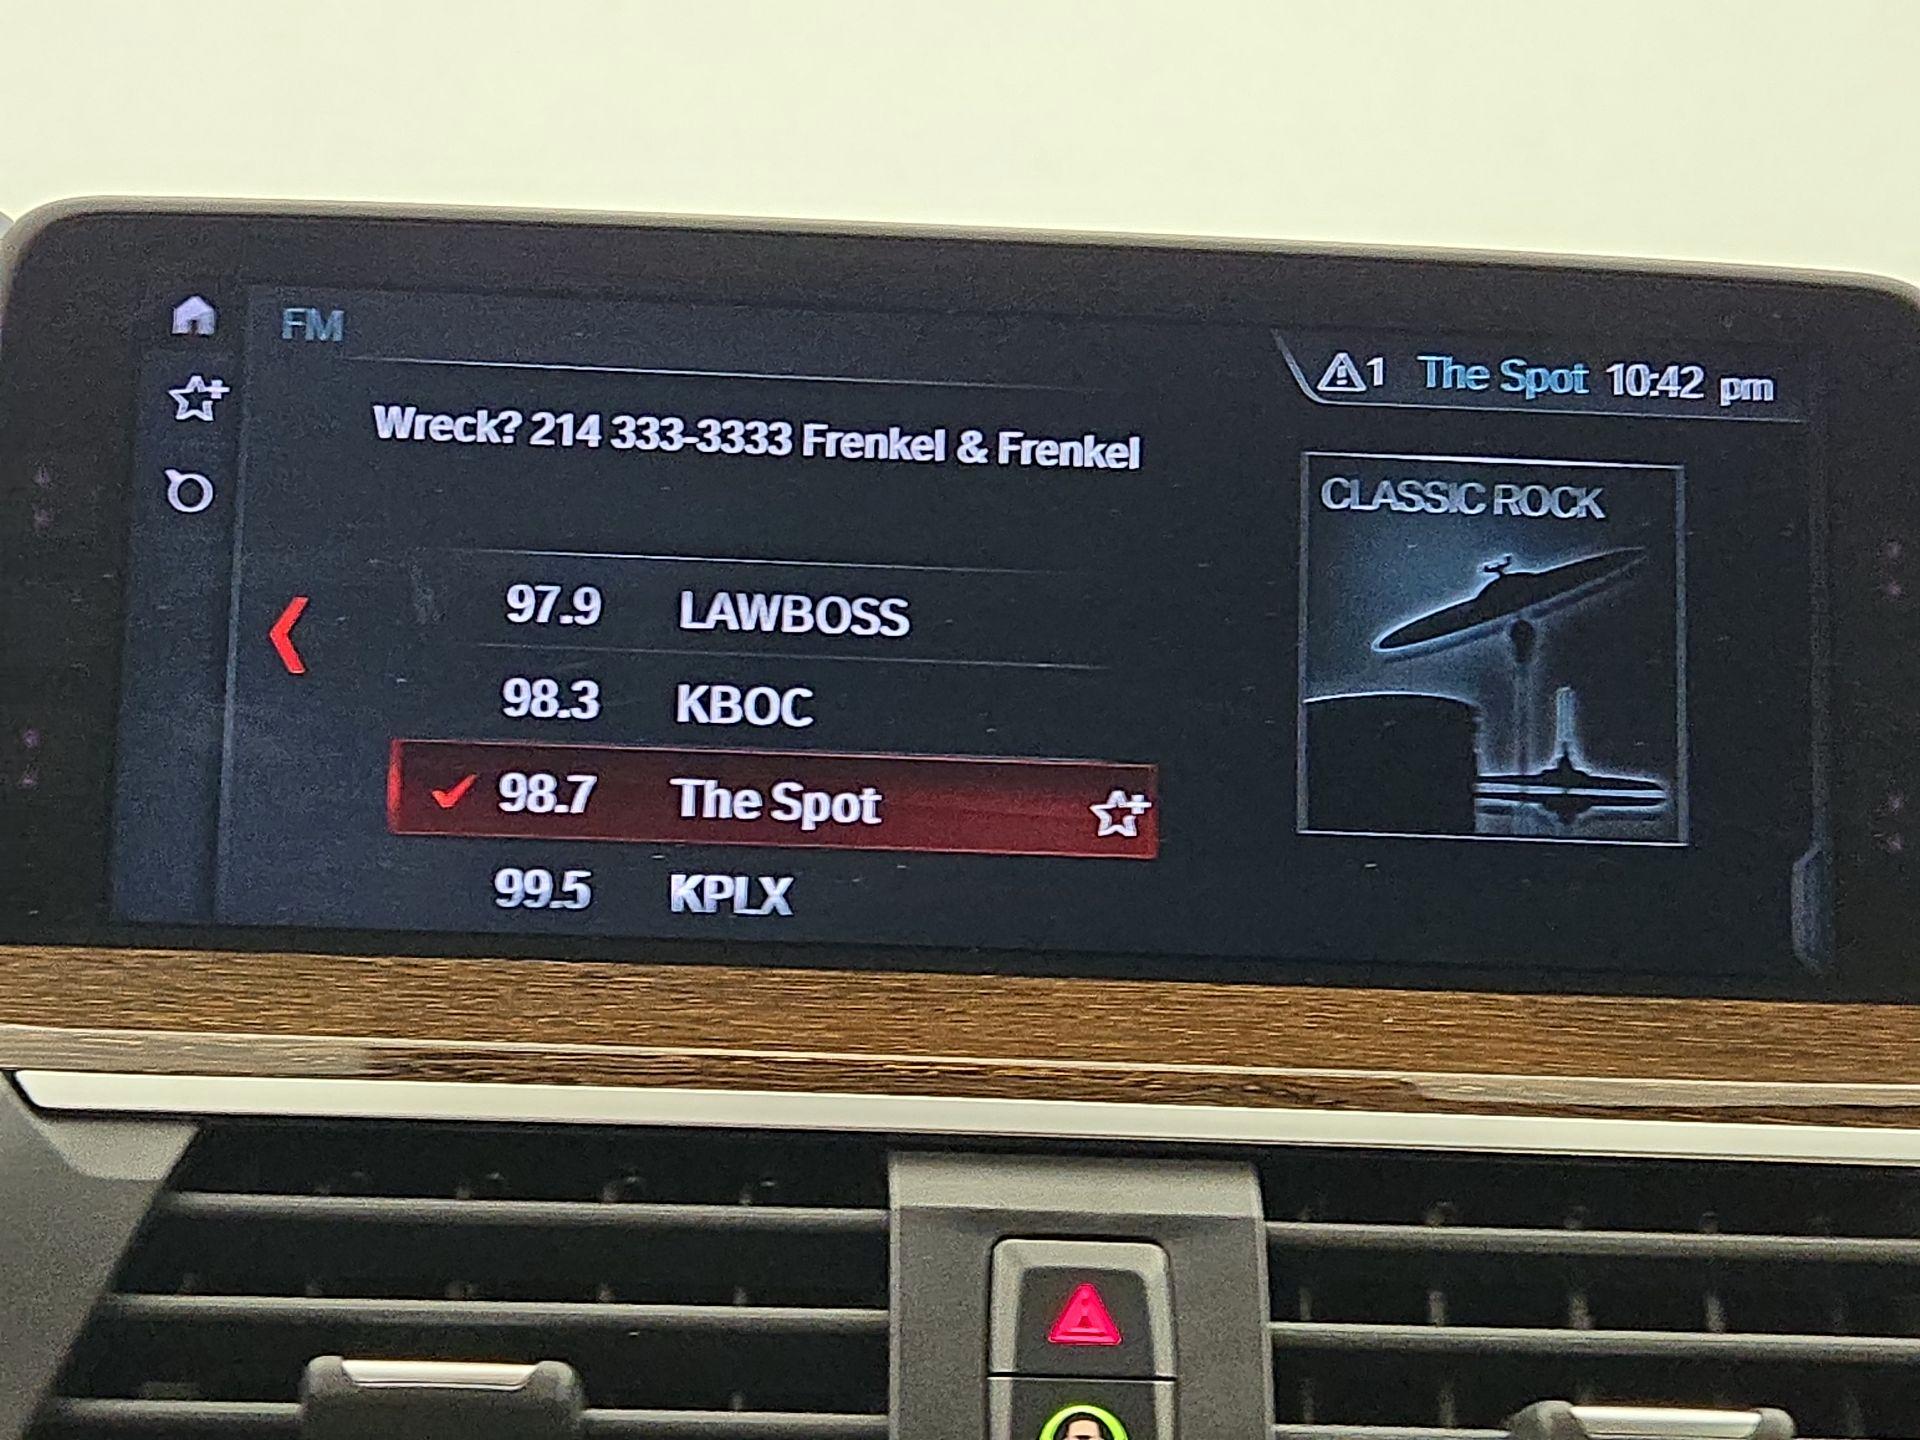 FM
1 The Spot 10:42 pm
Wreck? 214 333-3333 Frenkel & Frenkel
CLASSIC ROCK
97.9 LAWBOSS
98.3 KBOC
98.7 The Spot
99.5 KPLX